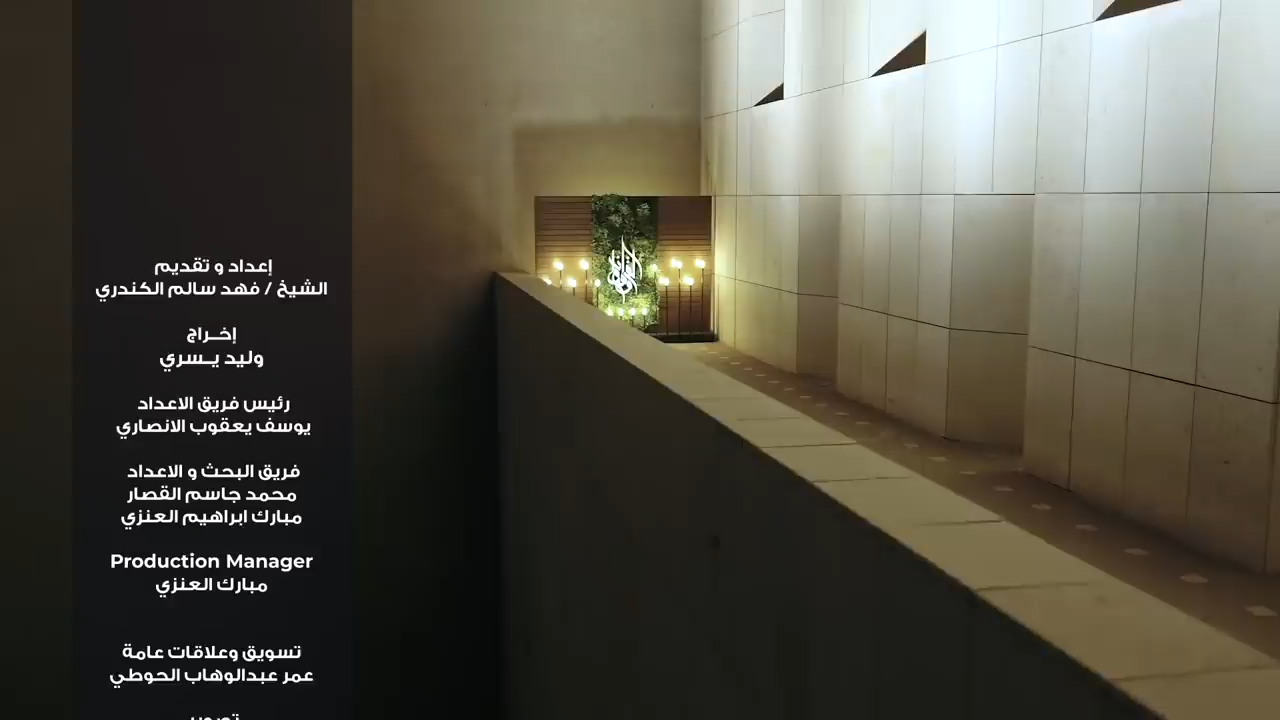 إعداد و تقديم
الشيخ / فهد سالم الكندري
إخـراج
وليد يـسري
رئيس فريق الاعداد
يوسف يعقوب الانصاري
فريق البحث و الاعداد
محمد جاسم القصار
مبارك ابراهيم العنزي
Production Manager
مبارك العنزي
تسويق وعلاقات عامة
عمر عبدالوهاب الحوطي